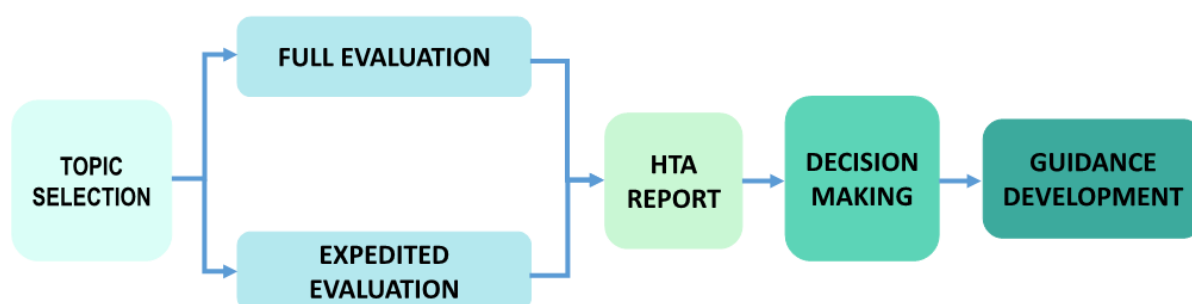 TOPIC
SELECTION
FULL EVALUATION
EXPEDITED
EVALUATION
HTA
REPORT
DECISION
MAKING
GUIDANCE
DEVELOPMENT